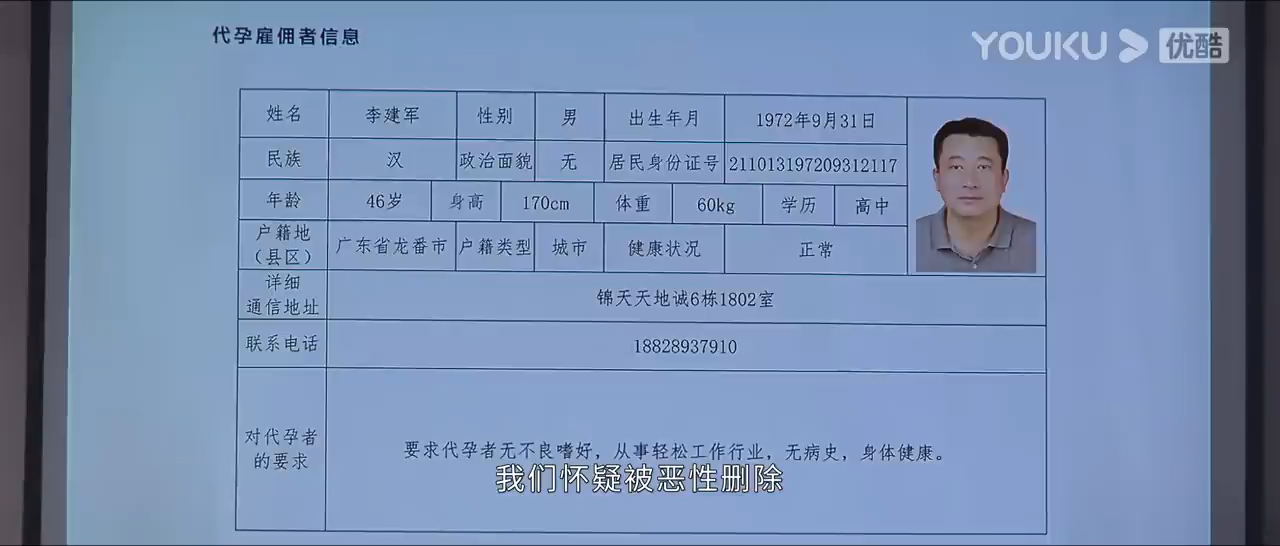 代孕雇佣者信息
YOUKU 优酷
姓名 李建军 性别 男 出生年月 1972年9月31日
民族 汉 政治面貌 无 居民身份证号 211013197209312117
年龄 46岁 身高 170cm 体重 60kg 学历 高中
户籍地
（县区） 广东省龙番市 户籍类型 城市 健康状况 正常
详细
通信地址 锦天天地诚6栋1802室
联系电话 18828937910
对代孕者
的要求 要求代孕者无不良嗜好，从事轻松工作行业，无病史，身体健康。
我们怀疑被恶性删除